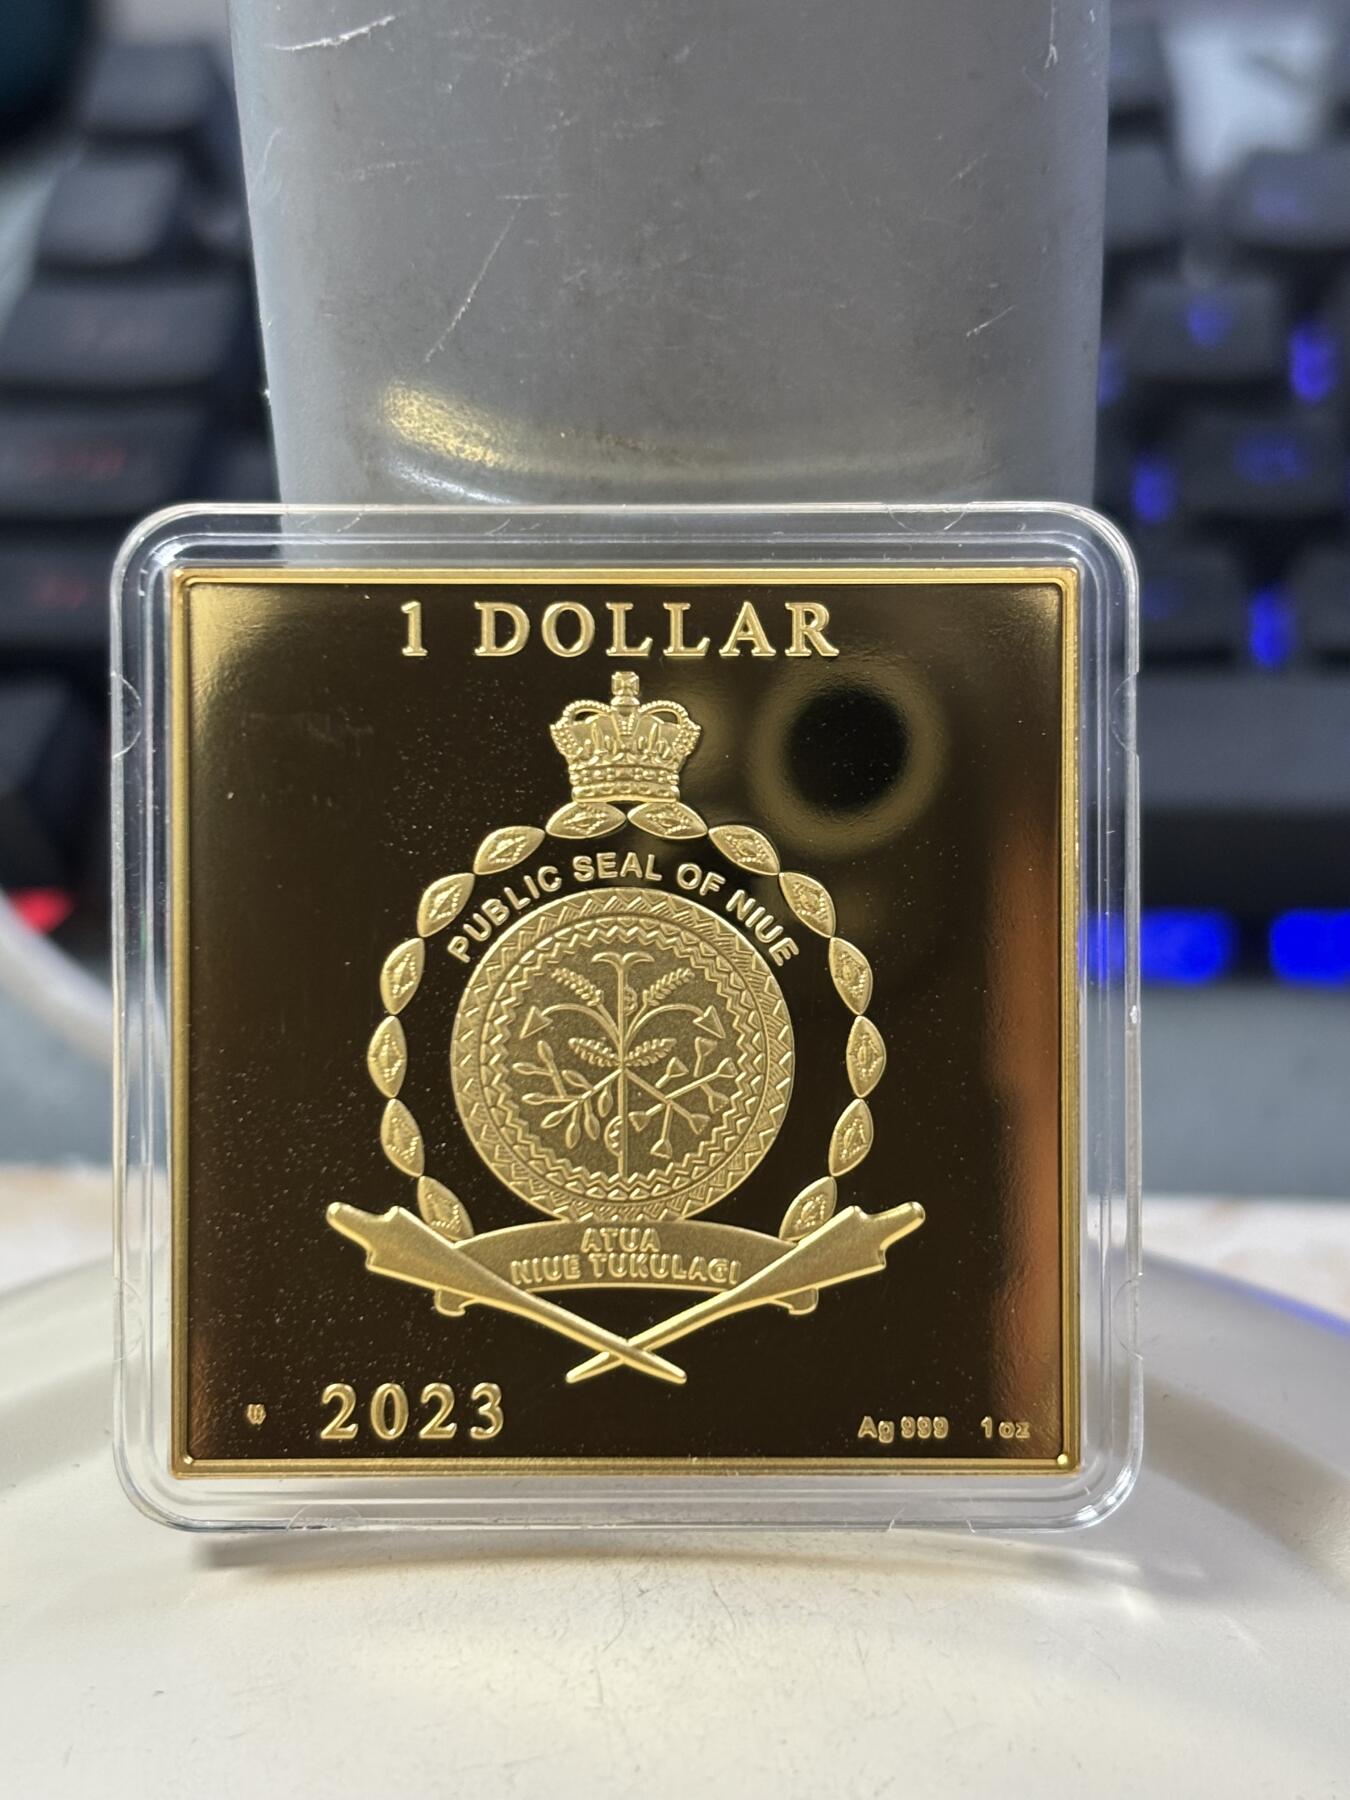 1 DOLLAR
PUBLIC SEAL OF NIUE
ATUA
NIUE TUKULAGI
2023
Ag 999 1 oz